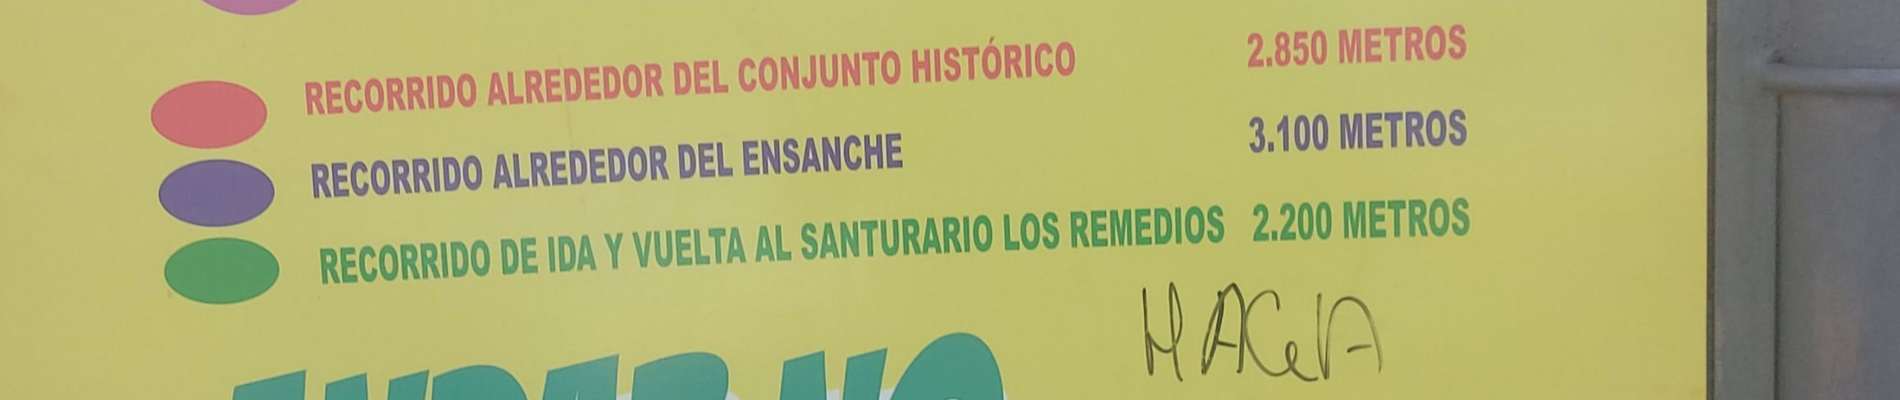 RECORRIDO ALREDEDOR DEL CONJUNTO HISTÓRICO 2.850 METROS
RECORRIDO ALREDEDOR DEL ENSANCHE 3.100 METROS
RECORRIDO DE IDA Y VUELTA AL SANTURARIO LOS REMEDIOS 2.200 METROS